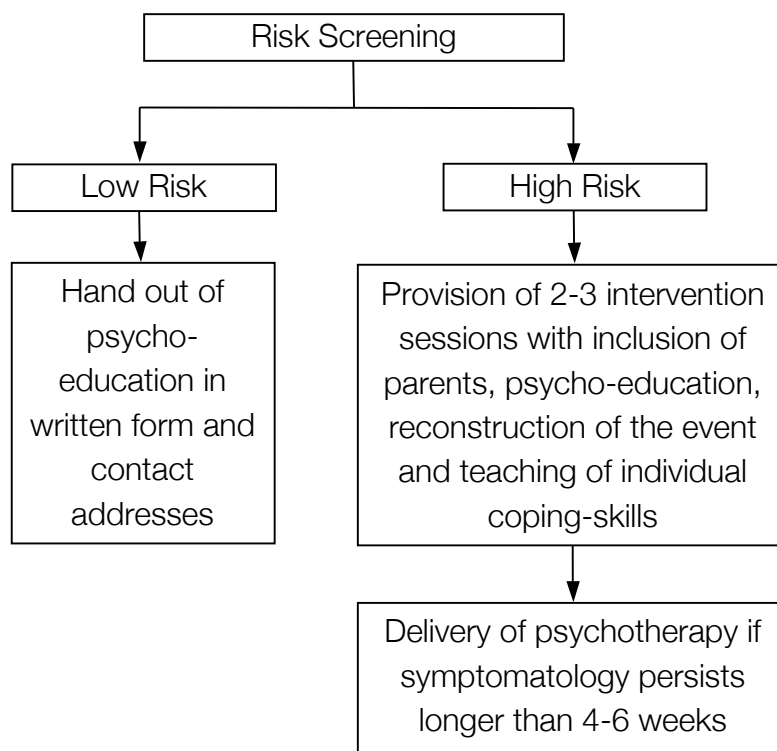 Risk Screening
Low Risk
High Risk
Hand out of
psycho-
education in
written form and
contact
addresses
Provision of 2-3 intervention
sessions with inclusion of
parents, psycho-education,
reconstruction of the event
and teaching of individual
coping-skills
Delivery of psychotherapy if
symptomatology persists
longer than 4-6 weeks